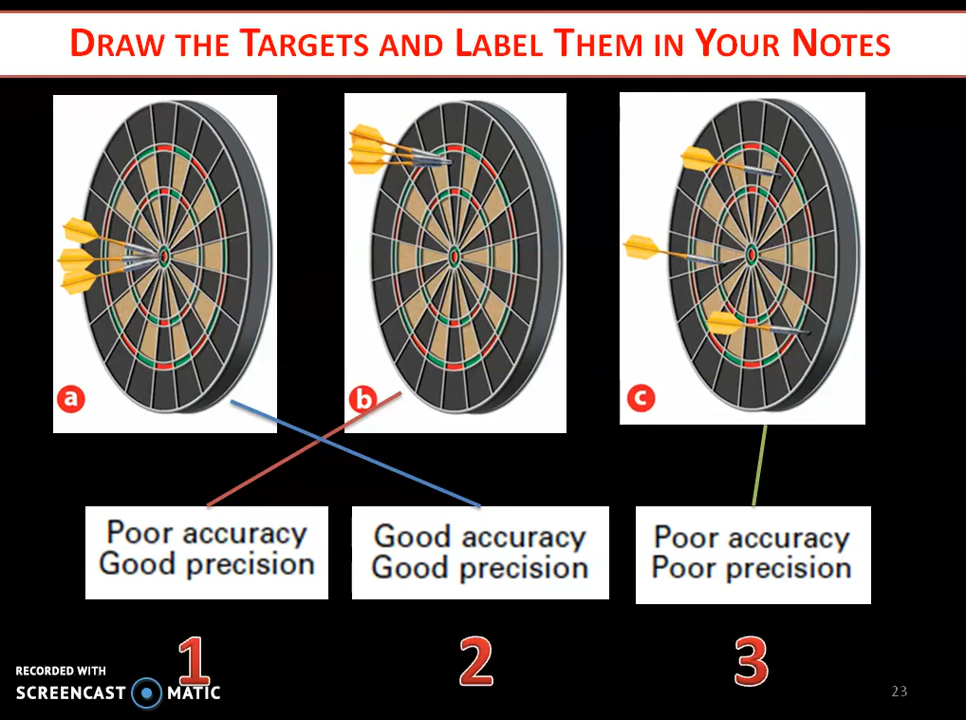 DRAW THE TARGETS AND LABEL THEM IN YOUR NOTES
a
b
c
Poor accuracy
Good precision
Good accuracy
Good precision
Poor accuracy
Poor precision
1
2
3
RECORDED WITH
SCREENCAST MATIC
23